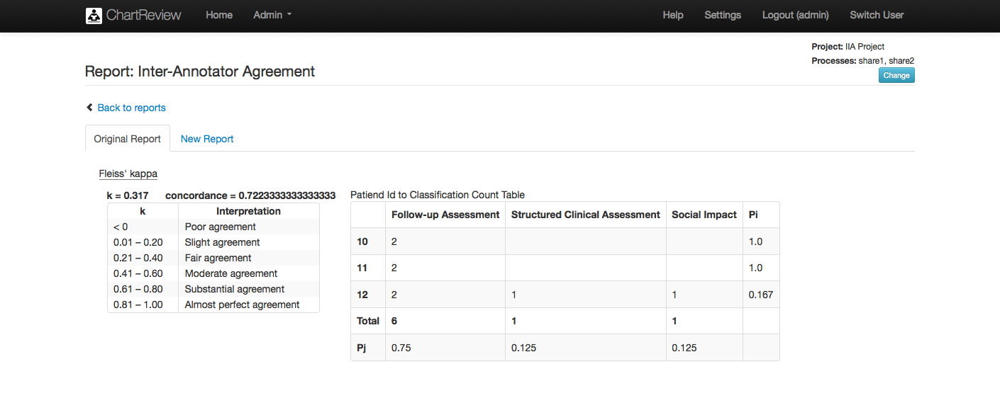 ChartReview Home Admin Help Settings Logout (admin) Switch User
Project: IIA Project
Processes: share1, share2
Change
Report: Inter-Annotator Agreement
Back to reports
Original Report New Report
Fleiss' kappa
k = 0.317 concordance = 0.7223333333333333
k Interpretation
< 0 Poor agreement
0.01 – 0.20 Slight agreement
0.21 – 0.40 Fair agreement
0.41 – 0.60 Moderate agreement
0.61 – 0.80 Substantial agreement
0.81 – 1.00 Almost perfect agreement
Patiend Id to Classification Count Table
Follow-up Assessment Structured Clinical Assessment Social Impact Pi
10 2 1.0
11 2 1.0
12 2 1 1 0.167
Total 6 1 1
Pj 0.75 0.125 0.125